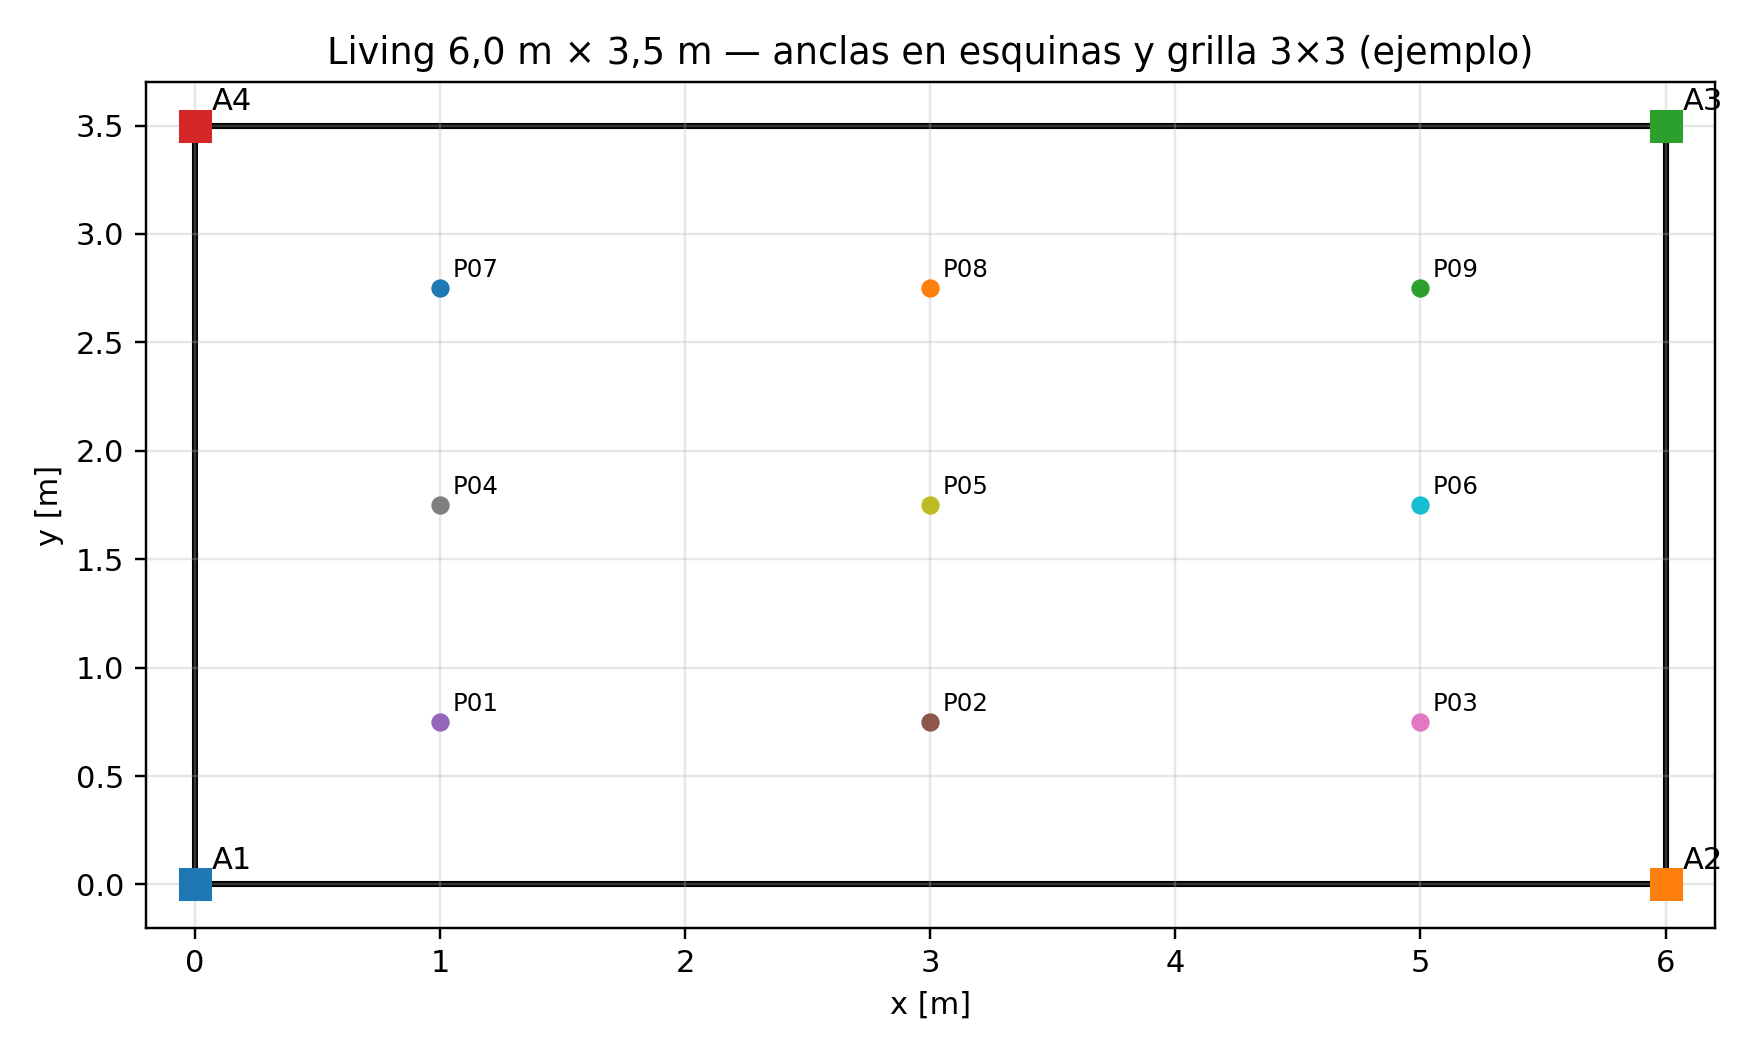 Living 6,0 m × 3,5 m — anclas en esquinas y grilla 3×3 (ejemplo)
A4
A3
3.5
3.0
P07
P08
P09
2.5
2.0
P04
P05
P06
y [m]
1.5
1.0
P01
P02
P03
0.5
A1
A2
0.0
0
1
2
3
4
5
6
x [m]